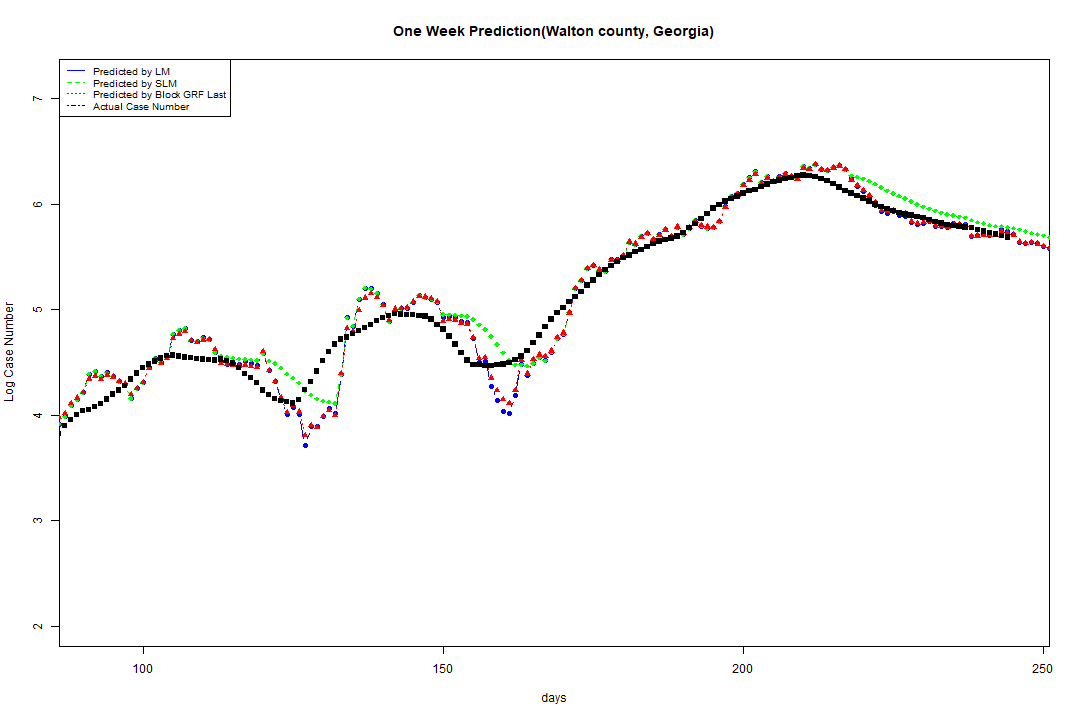 One Week Prediction(Walton county, Georgia)
Predicted by LM
Predicted by SLM
Predicted by Block GRF Last
Actual Case Number
7
6
5
4
3
2
Log Case Number
100 150 200 250
days